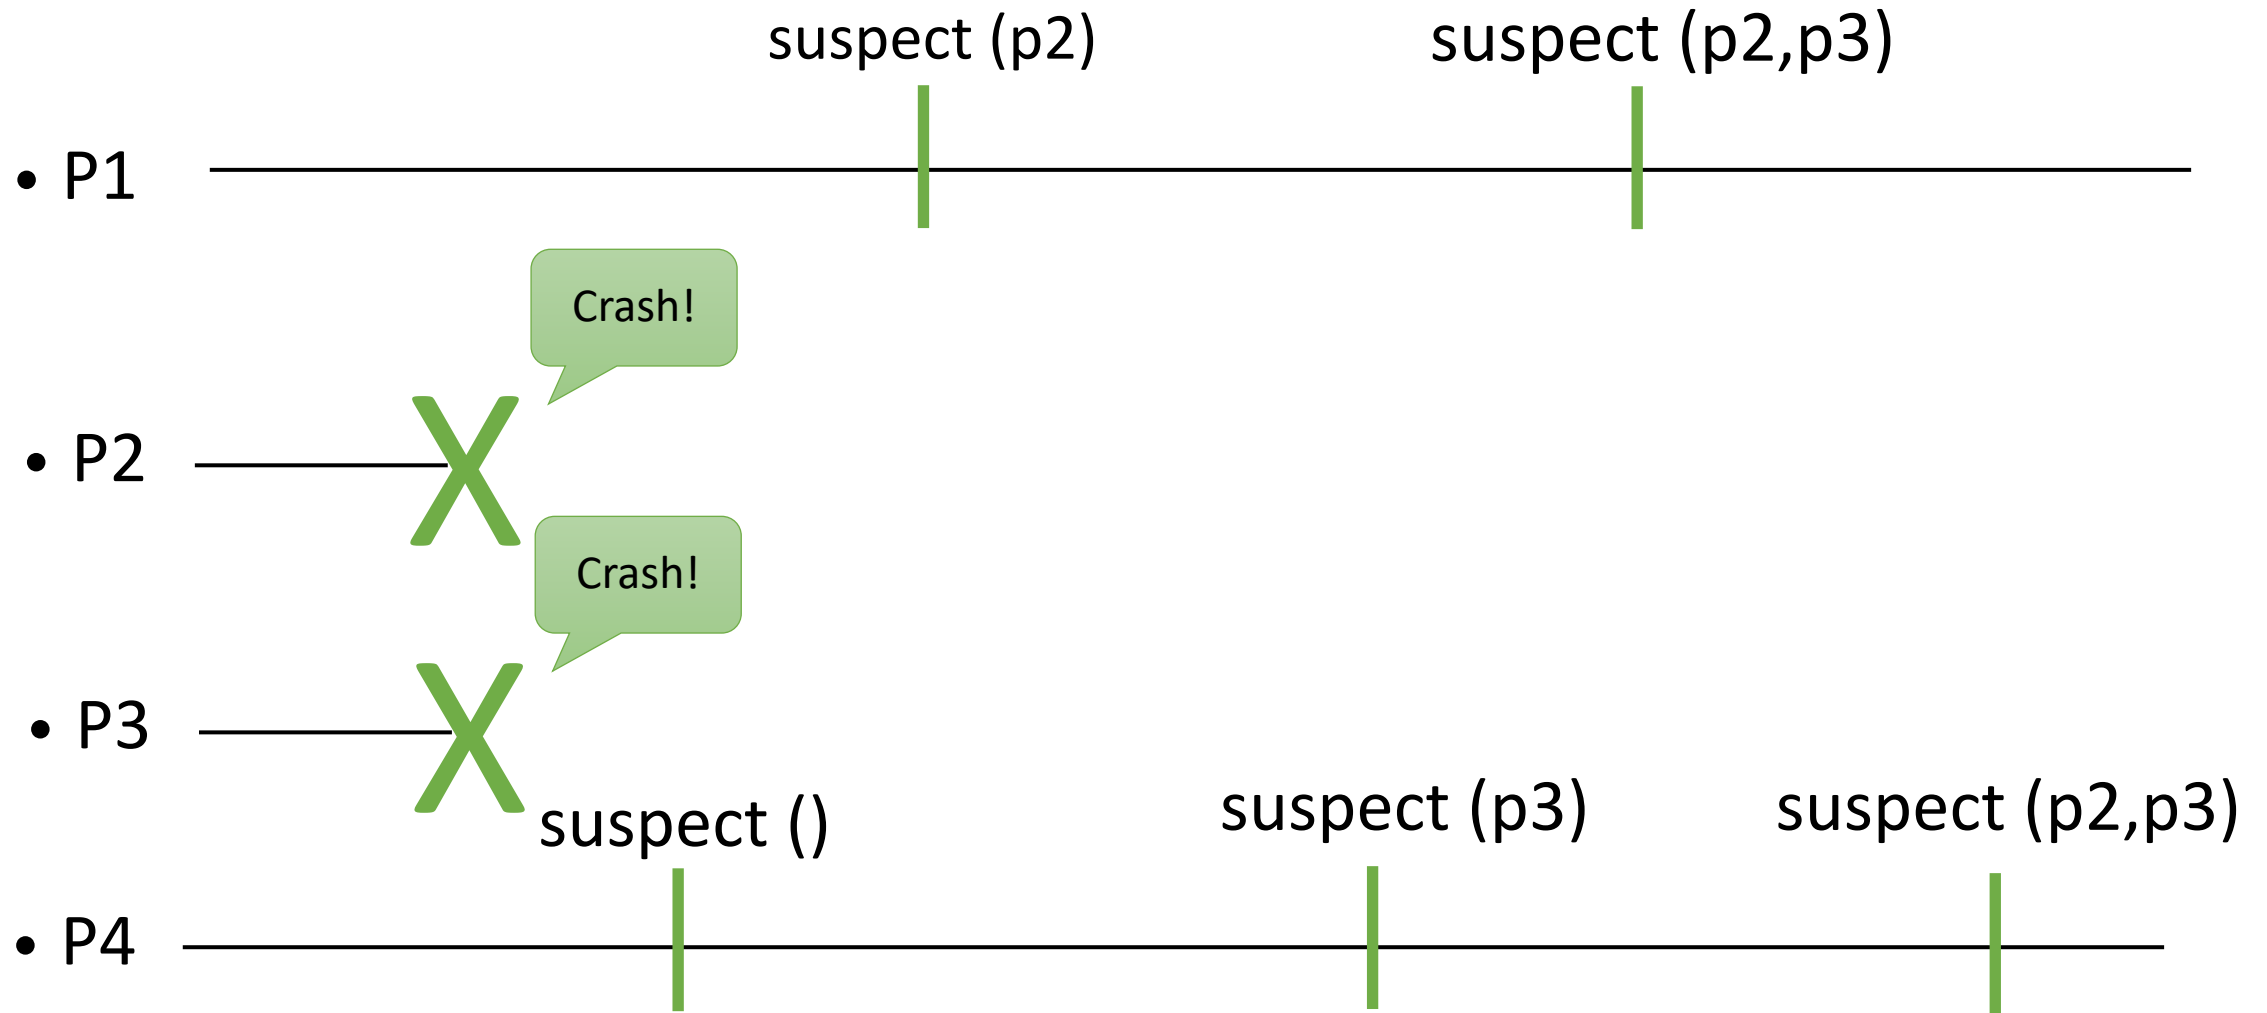 suspect (p2)
suspect (p2,p3)
• P1
Crash!
• P2
Crash!
• P3
suspect ()
suspect (p3)
suspect (p2,p3)
• P4